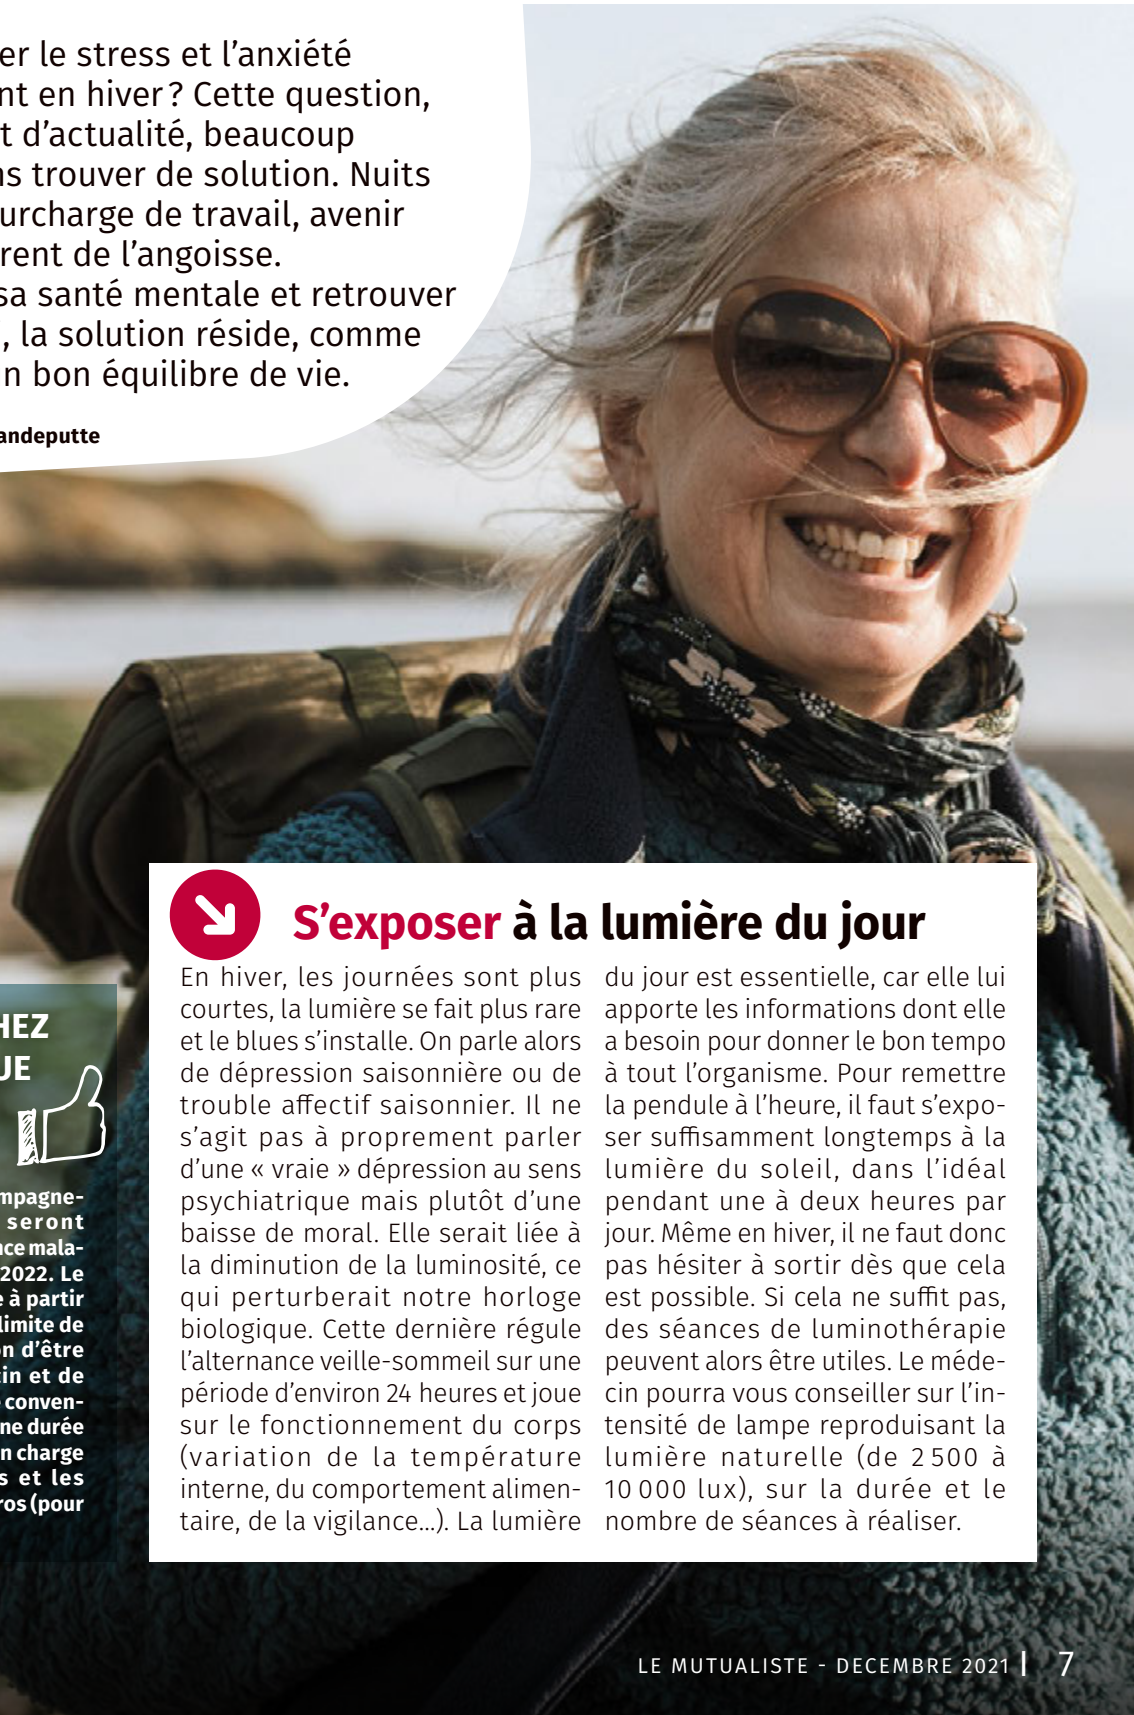 er le stress et l’anxiété
nt en hiver ? Cette question,
t d’actualité, beaucoup
ns trouver de solution. Nuits
urcharge de travail, avenir
rent de l’angoisse.
sa santé mentale et retrouver
, la solution réside, comme
n bon équilibre de vie.
andeputte
S’exposer à la lumière du jour
En hiver, les journées sont plus
courtes, la lumière se fait plus rare
et le blues s’installe. On parle alors
de dépression saisonnière ou de
trouble affectif saisonnier. Il ne
s’agit pas à proprement parler
d’une « vraie » dépression au sens
psychiatrique mais plutôt d’une
baisse de moral. Elle serait liée à
la diminution de la luminosité, ce
qui perturberait notre horloge
biologique. Cette dernière régule
l’alternance veille-sommeil sur une
période d’environ 24 heures et joue
sur le fonctionnement du corps
(variation de la température
interne, du comportement alimen-
taire, de la vigilance...). La lumière
du jour est essentielle, car elle lui
apporte les informations dont elle
a besoin pour donner le bon tempo
à tout l’organisme. Pour remettre
la pendule à l’heure, il faut s’expo-
ser suffisamment longtemps à la
lumière du soleil, dans l’idéal
pendant une à deux heures par
jour. Même en hiver, il ne faut donc
pas hésiter à sortir dès que cela
est possible. Si cela ne suffit pas,
des séances de luminothérapie
peuvent alors être utiles. Le méde-
cin pourra vous conseiller sur l’in-
tensité de lampe reproduisant la
lumière naturelle (de 2 500 à
10 000 lux), sur la durée et le
nombre de séances à réaliser.
HEZ
UE
mpagne-
seront
nce mala-
2022. Le
e à partir
limite de
on d’être
tin et de
conven-
ne durée
n charge
s et les
ros (pour
LE MUTUALISTE - DECEMBRE 2021 | 7